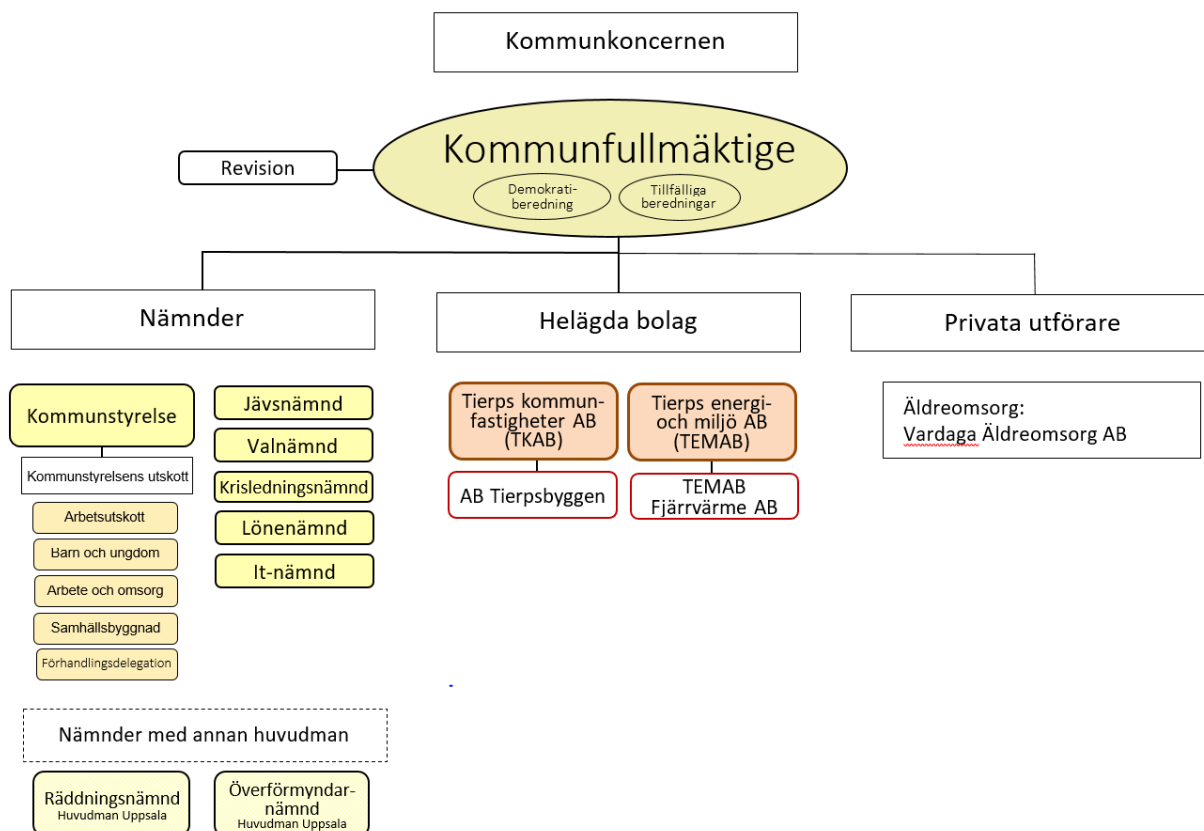 Kommunkoncernen
Kommunfullmäktige
Revision
Demokrati-
beredning
Tillfälliga
beredningar
Nämnder
Helägda bolag
Privata utförare
Kommunstyrelse
Kommunstyrelsens utskott
Arbetsutskott
Barn och ungdom
Arbete och omsorg
Samhällsbyggnad
Förhandlingsdelegation
Jävsnämnd
Valnämnd
Krisledningsnämnd
Lönenämnd
It-nämnd
Tierps kommun-
fastigheter AB
(TKAB)
AB Tierpsbyggen
Tierps energi-
och miljö AB
(TEMAB)
TEMAB
Fjärrvärme AB
Äldreomsorg:
Vardaga Äldreomsorg AB
Nämnder med annan huvudman
Räddningsnämnd
Huvudman Uppsala
Överförmyndar-
nämnd
Huvudman Uppsala